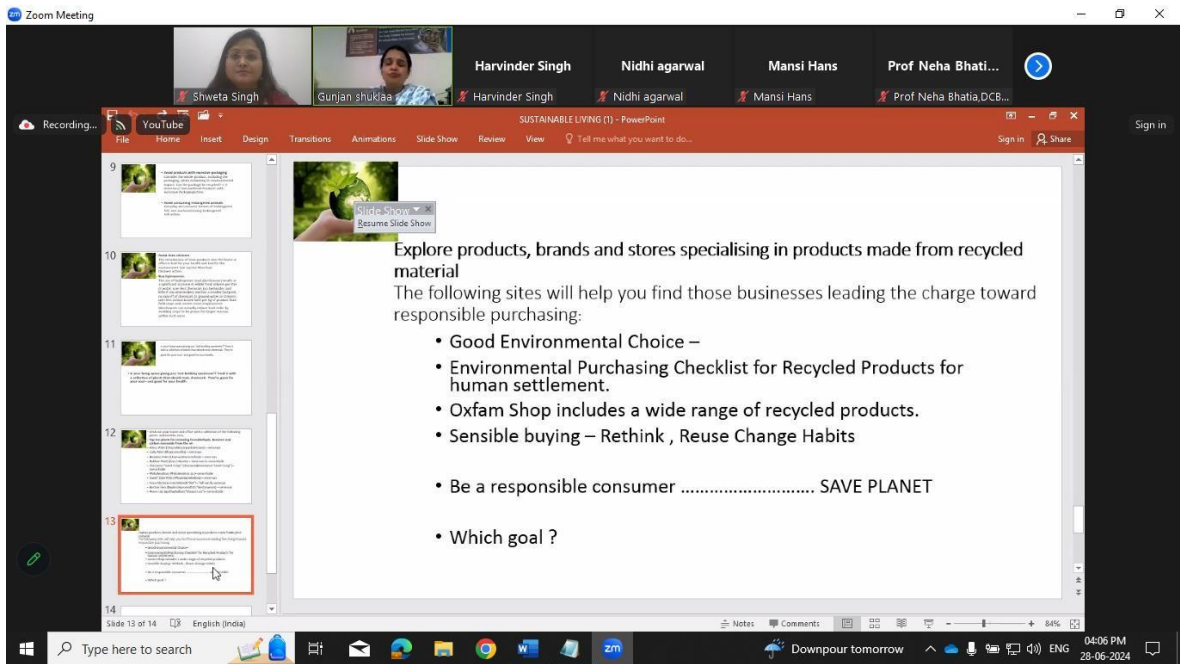 Zoom Meeting
Harvinder Singh
Nidhi agarwal
Mansi Hans
Prof Neha Bhati...
Shweta Singh
Gunjan shuklaa
Harvinder Singh
Nidhi agarwal
Mansi Hans
Prof Neha Bhatia,DCB...
Recording...
YouTube
SUSTAINABLE LIVING (1) - PowerPoint
Sign in
File Home Insert Design Transitions Animations Slide Show Review View Tell me what you want to do...
Sign in Share
9
10
11
12
13
14
Slide Show
Resume Slide Show
Explore products, brands and stores specialising in products made from recycled
material
The following sites will help you find those businesses leading the charge toward
responsible purchasing:
• Good Environmental Choice –
• Environmental Purchasing Checklist for Recycled Products for
human settlement.
• Oxfam Shop includes a wide range of recycled products.
• Sensible buying – Rethink , Reuse Change Habits
• Be a responsible consumer ............................. SAVE PLANET
• Which goal ?
Slide 13 of 14 English (India)
Notes Comments 84%
Type here to search
Downpour tomorrow
ENG
04:06 PM
28-06-2024